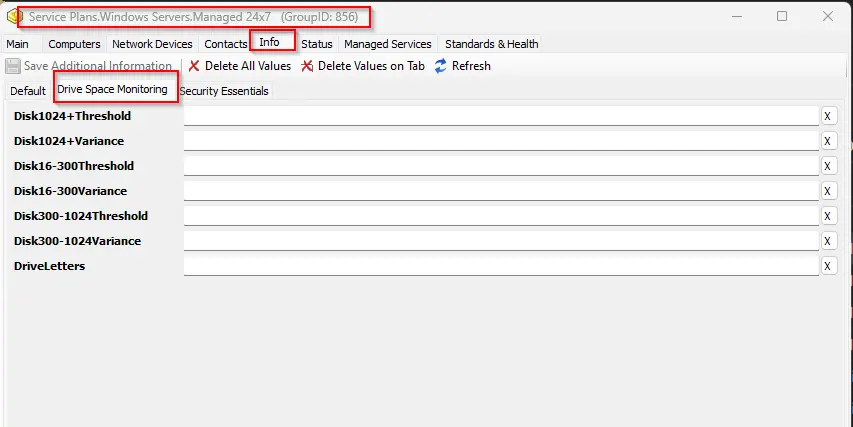 Service Plans.Windows Servers.Managed 24x7 (GroupID: 856)
Main Computers Network Devices Contacts Info Status Managed Services Standards & Health
Save Additional Information Delete All Values Delete Values on Tab Refresh
Default Drive Space Monitoring Security Essentials
Disk1024+Threshold X
Disk1024+Variance X
Disk16-300Threshold X
Disk16-300Variance X
Disk300-1024Threshold X
Disk300-1024Variance X
DriveLetters X